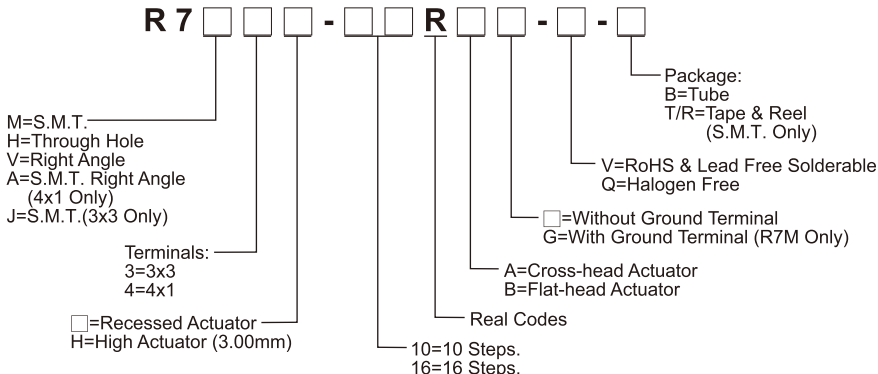 R 7 □ □ □ - □ □ R □ □ - □ - □
Package:
B=Tube
T/R=Tape & Reel
(S.M.T. Only)
M=S.M.T.
H=Through Hole
V=Right Angle
A=S.M.T. Right Angle
(4x1 Only)
J=S.M.T.(3x3 Only)
V=RoHS & Lead Free Solderable
Q=Halogen Free
□=Without Ground Terminal
G=With Ground Terminal (R7M Only)
Terminals:
3=3x3
4=4x1
A=Cross-head Actuator
B=Flat-head Actuator
□=Recessed Actuator
H=High Actuator (3.00mm)
Real Codes
10=10 Steps.
16=16 Steps.